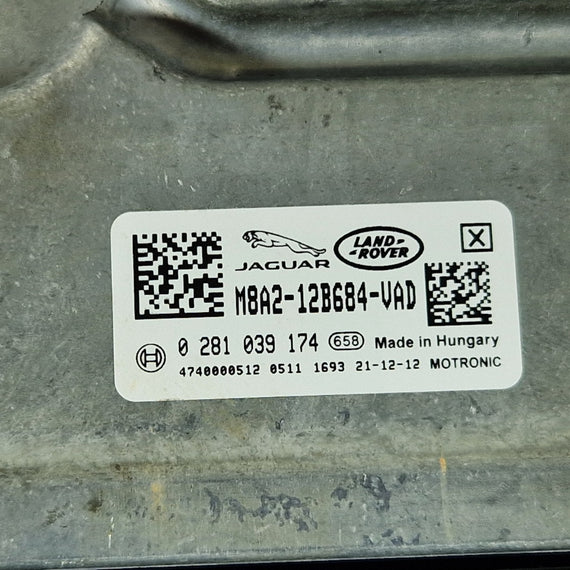 JAGUAR
LAND-
-ROVER
X
M8A2-12B684-VAD
0 281 039 174 658 Made in Hungary
4740000512 0511 1693 21-12-12 MOTRONIC